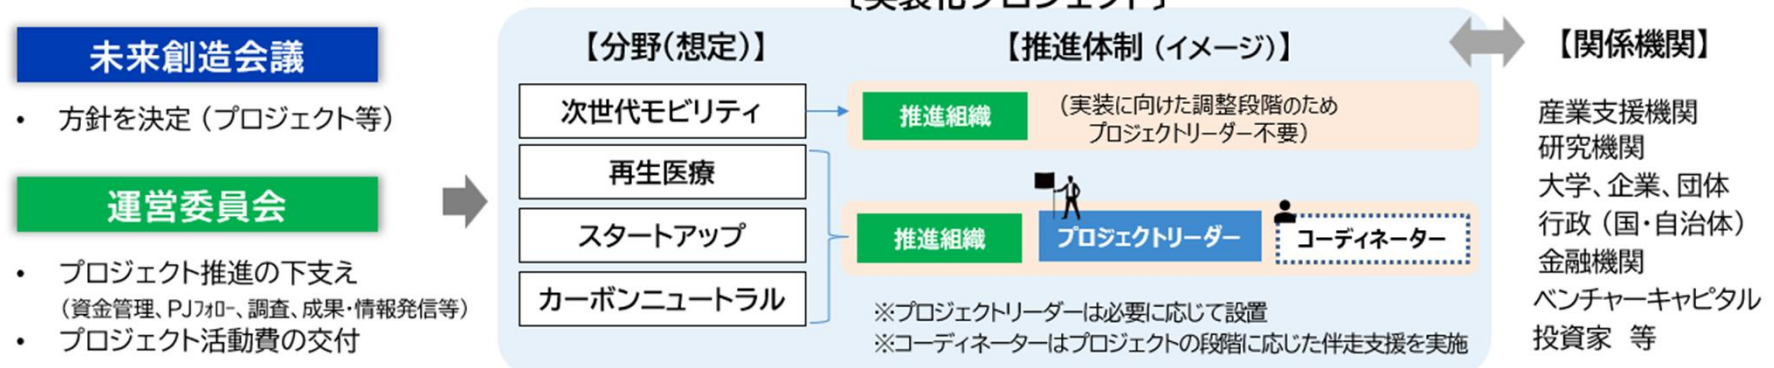 [実装化プロジェクト]
未来創造会議
• 方針を決定（プロジェクト等）
運営委員会
• プロジェクト推進の下支え
（資金管理、PJﾌｫﾛｰ、調査、成果・情報発信等）
• プロジェクト活動費の交付
【分野（想定）】
次世代モビリティ
再生医療
スタートアップ
カーボンニュートラル
【推進体制（イメージ）】
推進組織
（実装に向けた調整段階のため
プロジェクトリーダー不要）
推進組織
プロジェクトリーダー
コーディネーター
※プロジェクトリーダーは必要に応じて設置
※コーディネーターはプロジェクトの段階に応じた伴走支援を実施
【関係機関】
産業支援機関
研究機関
大学、企業、団体
行政（国・自治体）
金融機関
ベンチャーキャピタル
投資家 等